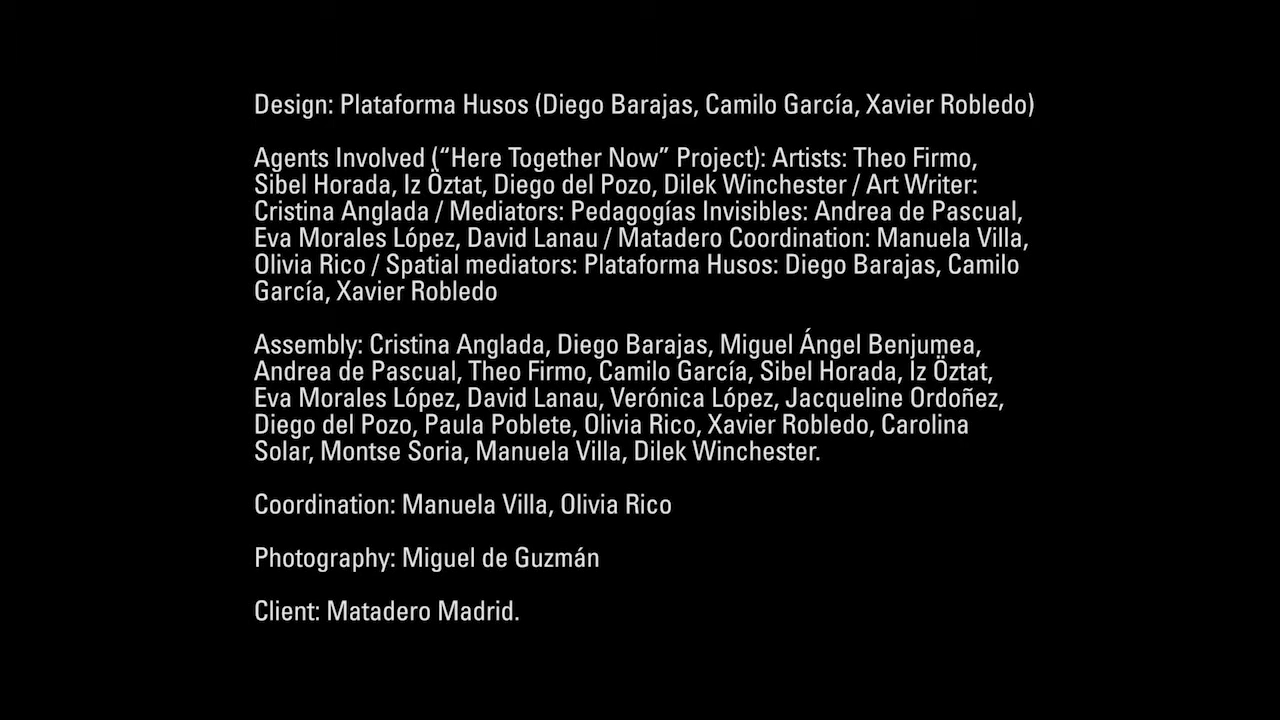 Design: Plataforma Husos (Diego Barajas, Camilo García, Xavier Robledo)
Agents Involved (“Here Together Now” Project): Artists: Theo Firmo,
Sibel Horada, Iz Öztat, Diego del Pozo, Dilek Winchester / Art Writer:
Cristina Anglada / Mediators: Pedagogías Invisibles: Andrea de Pascual,
Eva Morales López, David Lanau / Matadero Coordination: Manuela Villa,
Olivia Rico / Spatial mediators: Plataforma Husos: Diego Barajas, Camilo
García, Xavier Robledo
Assembly: Cristina Anglada, Diego Barajas, Miguel Ángel Benjumea,
Andrea de Pascual, Theo Firmo, Camilo García, Sibel Horada, Iz Öztat,
Eva Morales López, David Lanau, Verónica López, Jacqueline Ordoñez,
Diego del Pozo, Paula Poblete, Olivia Rico, Xavier Robledo, Carolina
Solar, Montse Soria, Manuela Villa, Dilek Winchester.
Coordination: Manuela Villa, Olivia Rico
Photography: Miguel de Guzmán
Client: Matadero Madrid.